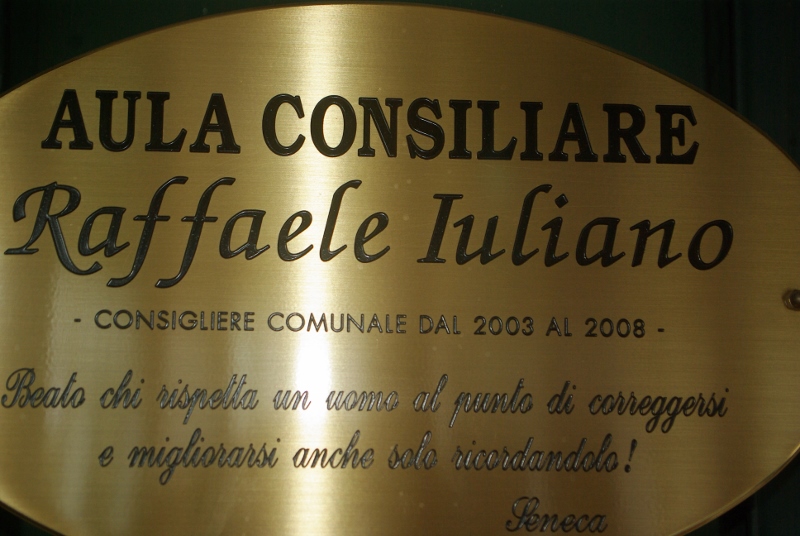 AULA CONSILIARE
Raffaele Iuliano
- CONSIGLIERE COMUNALE DAL 2003 AL 2008 -
Beato chi rispetta un uomo al punto di correggersi
e migliorarsi anche solo ricordandolo!
Seneca